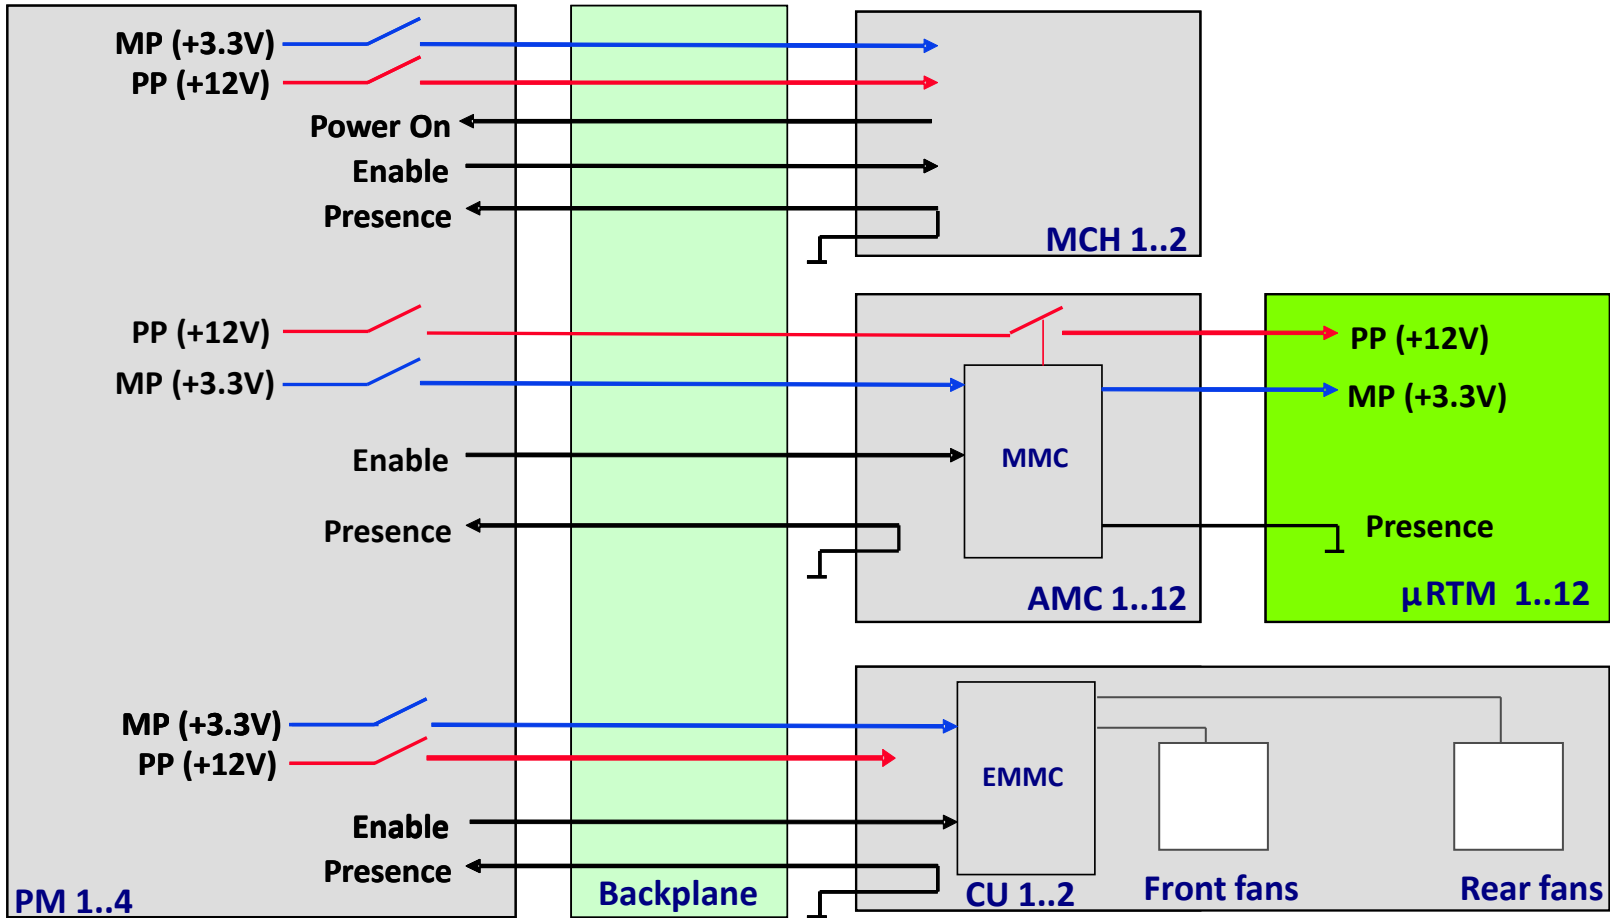 MP (+3.3V)
PP (+12V)
Power On
Enable
Presence
MCH 1..2
PP (+12V)
MP (+3.3V)
Enable
Presence
MMC
AMC 1..12
PP (+12V)
MP (+3.3V)
Presence
µRTM 1..12
MP (+3.3V)
PP (+12V)
Enable
Presence
EMMC
CU 1..2
Front fans
Rear fans
PM 1..4
Backplane